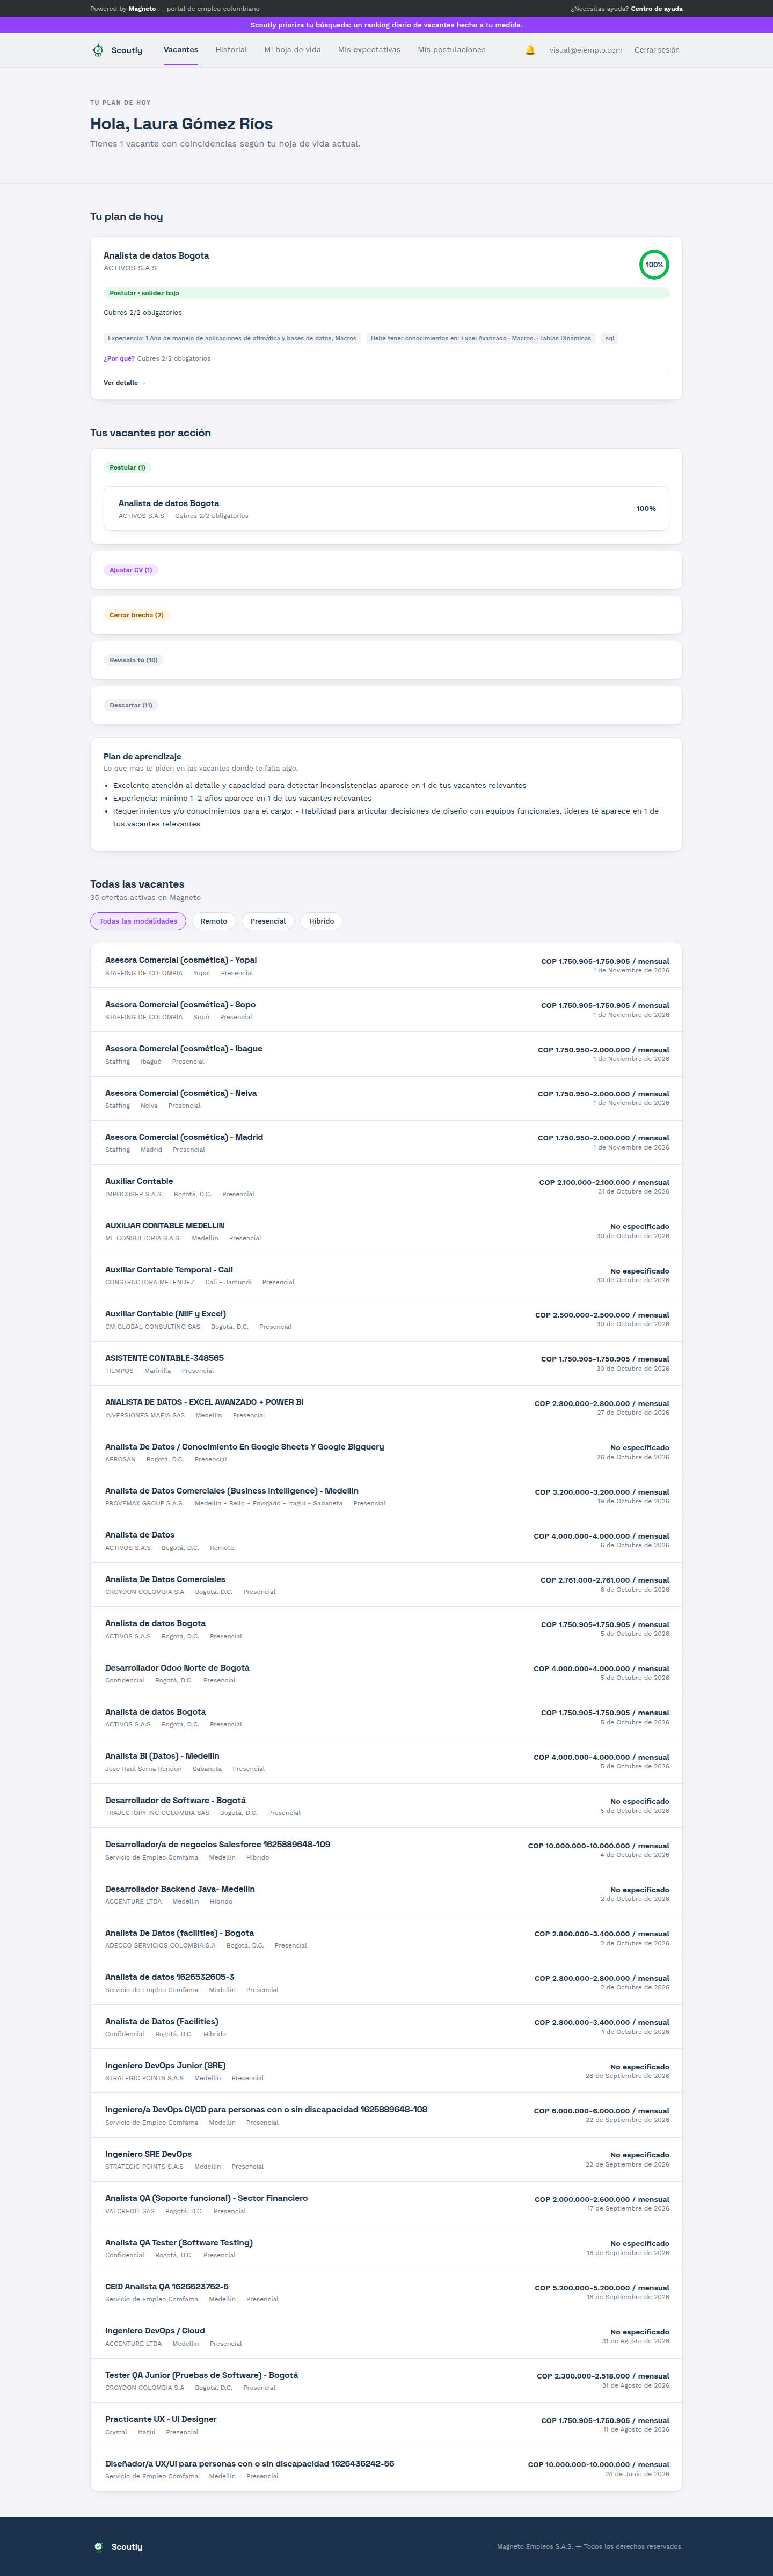 Powered by Magneto — portal de empleo colombiano
¿Necesitas ayuda? Centro de ayuda
Scoutly prioriza tu búsqueda: un ranking diario de vacantes hecho a tu medida.
Scoutly
Vacantes
Historial
Mi hoja de vida
Mis expectativas
Mis postulaciones
visual@ejemplo.com
Cerrar sesión
TU PLAN DE HOY
Hola, Laura Gómez Ríos
Tienes 1 vacante con coincidencias según tu hoja de vida actual.
Tu plan de hoy
Analista de datos Bogota
ACTIVOS S.A.S
100%
Postular · solidez baja
Cubres 2/2 obligatorios
Experiencia: 1 Año de manejo de aplicaciones de ofimática y bases de datos, Macros
Debe tener conocimientos en: Excel Avanzado · Macros. · Tablas Dinámicas
sql
¿Por qué? Cubres 2/2 obligatorios
Ver detalle →
Tus vacantes por acción
Postular (1)
Analista de datos Bogota
ACTIVOS S.A.S Cubres 2/2 obligatorios
100%
Ajustar CV (1)
Cerrar brecha (2)
Revisala tú (10)
Descartar (11)
Plan de aprendizaje
Lo que más te piden en las vacantes donde te falta algo.
• Excelente atención al detalle y capacidad para detectar inconsistencias aparece en 1 de tus vacantes relevantes
• Experiencia: mínimo 1–2 años aparece en 1 de tus vacantes relevantes
• Requerimientos y/o conocimientos para el cargo: - Habilidad para articular decisiones de diseño con equipos funcionales, líderes té aparece en 1 de
tus vacantes relevantes
Todas las vacantes
35 ofertas activas en Magneto
Todas las modalidades
Remoto
Presencial
Híbrido
Asesora Comercial (cosmética) - Yopal
COP 1.750.905-1.750.905 / mensual
STAFFING DE COLOMBIA Yopal Presencial
1 de Noviembre de 2026
Asesora Comercial (cosmética) - Sopo
COP 1.750.905-1.750.905 / mensual
STAFFING DE COLOMBIA Sopó Presencial
1 de Noviembre de 2026
Asesora Comercial (cosmética) - Ibague
COP 1.750.950-2.000.000 / mensual
Staffing Ibagué Presencial
1 de Noviembre de 2026
Asesora Comercial (cosmética) - Neiva
COP 1.750.950-2.000.000 / mensual
Staffing Neiva Presencial
1 de Noviembre de 2026
Asesora Comercial (cosmética) - Madrid
COP 1.750.950-2.000.000 / mensual
Staffing Madrid Presencial
1 de Noviembre de 2026
Auxiliar Contable
COP 2.100.000-2.100.000 / mensual
IMPOCOSER S.A.S. Bogotá, D.C. Presencial
31 de Octubre de 2026
AUXILIAR CONTABLE MEDELLIN
No especificado
ML CONSULTORIA S.A.S. Medellín Presencial
30 de Octubre de 2026
Auxiliar Contable Temporal - Cali
No especificado
CONSTRUCTORA MELENDEZ Cali - Jamundí Presencial
30 de Octubre de 2026
Auxiliar Contable (NIIF y Excel)
COP 2.500.000-2.500.000 / mensual
CM GLOBAL CONSULTING SAS Bogotá, D.C. Presencial
30 de Octubre de 2026
ASISTENTE CONTABLE-348565
COP 1.750.905-1.750.905 / mensual
TIEMPOS Marinilla Presencial
30 de Octubre de 2026
ANALISTA DE DATOS - EXCEL AVANZADO + POWER BI
COP 2.800.000-2.800.000 / mensual
INVERSIONES MAEIA SAS Medellín Presencial
27 de Octubre de 2026
Analista De Datos / Conocimiento En Google Sheets Y Google Bigquery
No especificado
AEROSAN Bogotá, D.C. Presencial
26 de Octubre de 2026
Analista de Datos Comerciales (Business Intelligence) - Medellín
COP 3.200.000-3.200.000 / mensual
PROVEMAX GROUP S.A.S. Medellín - Bello - Envigado - Itagui - Sabaneta Presencial
19 de Octubre de 2026
Analista de Datos
COP 4.000.000-4.000.000 / mensual
ACTIVOS S.A.S Bogotá, D.C. Remoto
6 de Octubre de 2026
Analista De Datos Comerciales
COP 2.761.000-2.761.000 / mensual
CROYDON COLOMBIA S.A Bogotá, D.C. Presencial
6 de Octubre de 2026
Analista de datos Bogota
COP 1.750.905-1.750.905 / mensual
ACTIVOS S.A.S Bogotá, D.C. Presencial
5 de Octubre de 2026
Desarrollador Odoo Norte de Bogotá
COP 4.000.000-4.000.000 / mensual
Confidencial Bogotá, D.C. Presencial
5 de Octubre de 2026
Analista de datos Bogota
COP 1.750.905-1.750.905 / mensual
ACTIVOS S.A.S Bogotá, D.C. Presencial
5 de Octubre de 2026
Analista BI (Datos) - Medellín
COP 4.000.000-4.000.000 / mensual
Jose Raul Serna Rendon Sabaneta Presencial
5 de Octubre de 2026
Desarrollador de Software - Bogotá
No especificado
TRAJECTORY INC COLOMBIA SAS Bogotá, D.C. Presencial
5 de Octubre de 2026
Desarrollador/a de negocios Salesforce 1625889648-109
COP 10.000.000-10.000.000 / mensual
Servicio de Empleo Comfama Medellín Híbrido
4 de Octubre de 2026
Desarrollador Backend Java- Medellín
No especificado
ACCENTURE LTDA Medellín Híbrido
2 de Octubre de 2026
Analista De Datos (facilities) - Bogota
COP 2.800.000-3.400.000 / mensual
ADECCO SERVICIOS COLOMBIA S.A Bogotá, D.C. Presencial
2 de Octubre de 2026
Analista de datos 1626532605-3
COP 2.800.000-2.800.000 / mensual
Servicio de Empleo Comfama Medellín Presencial
2 de Octubre de 2026
Analista de Datos (Facilities)
COP 2.800.000-3.400.000 / mensual
Confidencial Bogotá, D.C. Híbrido
1 de Octubre de 2026
Ingeniero DevOps Junior (SRE)
No especificado
STRATEGIC POINTS S.A.S Medellín Presencial
28 de Septiembre de 2026
Ingeniero/a DevOps CI/CD para personas con o sin discapacidad 1625889648-108
COP 6.000.000-6.000.000 / mensual
Servicio de Empleo Comfama Medellín Presencial
22 de Septiembre de 2026
Ingeniero SRE DevOps
No especificado
STRATEGIC POINTS S.A.S Medellín Presencial
22 de Septiembre de 2026
Analista QA (Soporte funcional) - Sector Financiero
COP 2.000.000-2.600.000 / mensual
VALCREDIT SAS Bogotá, D.C. Presencial
17 de Septiembre de 2026
Analista QA Tester (Software Testing)
No especificado
Confidencial Bogotá, D.C. Presencial
16 de Septiembre de 2026
CEID Analista QA 1626523752-5
COP 5.200.000-5.200.000 / mensual
Servicio de Empleo Comfama Medellín Presencial
16 de Septiembre de 2026
Ingeniero DevOps / Cloud
No especificado
ACCENTURE LTDA Medellín Presencial
31 de Agosto de 2026
Tester QA Junior (Pruebas de Software) - Bogotá
COP 2.300.000-2.518.000 / mensual
CROYDON COLOMBIA S.A Bogotá, D.C. Presencial
31 de Agosto de 2026
Practicante UX - UI Designer
COP 1.750.905-1.750.905 / mensual
Crystal Itagui Presencial
11 de Agosto de 2026
Diseñador/a UX/UI para personas con o sin discapacidad 1626436242-56
COP 10.000.000-10.000.000 / mensual
Servicio de Empleo Comfama Medellín Presencial
24 de Junio de 2026
Scoutly
Magneto Empleos S.A.S. — Todos los derechos reservados.